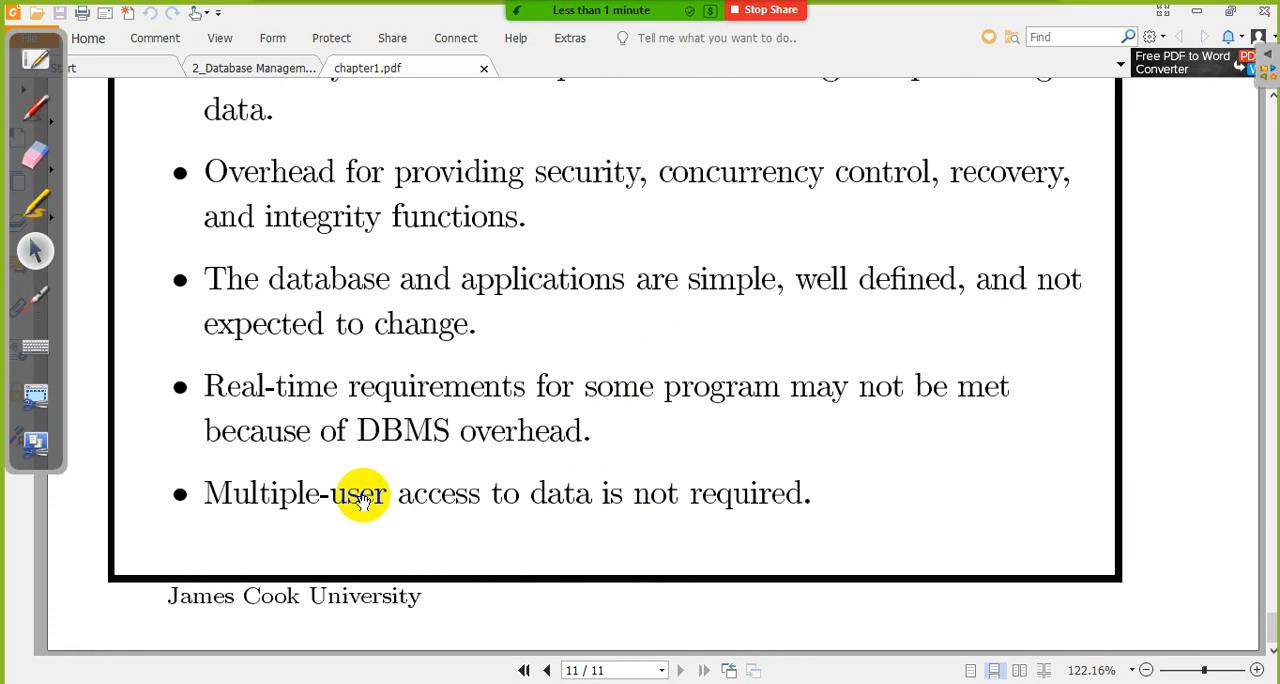 Less than 1 minute
$
Stop Share
File
Home
Comment
View
Form
Protect
Share
Connect
Help
Extras
Tell me what you want to do..
Find
art
2_Database Managem...
chapter1.pdf
Free PDF to Word
Converter
data.
• Overhead for providing security, concurrency control, recovery,
and integrity functions.
• The database and applications are simple, well defined, and not
expected to change.
• Real-time requirements for some program may not be met
because of DBMS overhead.
• Multiple-user access to data is not required.
James Cook University
11 / 11
122.16%